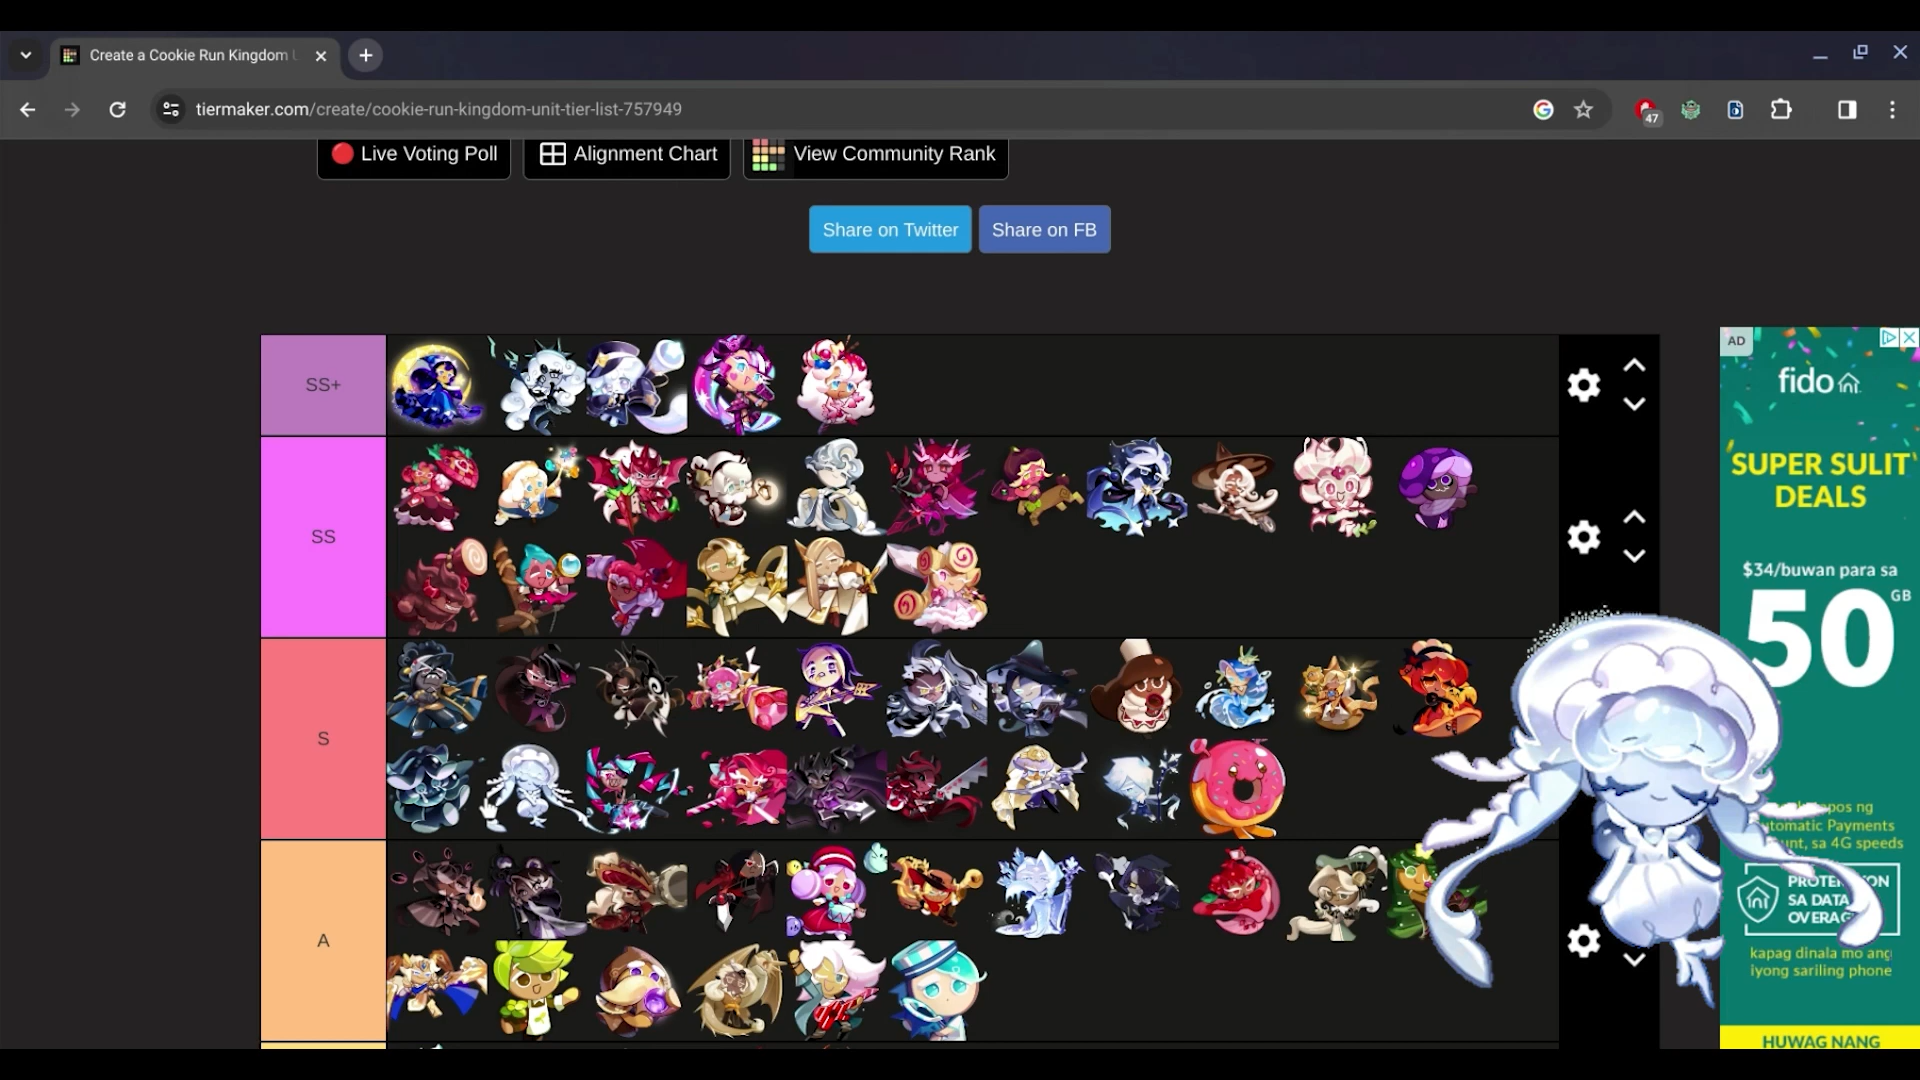 Create a Cookie Run Kingdom
tiermaker.com/create/cookie-run-kingdom-unit-tier-list-757949
47
Live Voting Poll
Alignment Chart
View Community Rank
Share on Twitter
Share on FB
SS+
SS
S
A
AD
fido
SUPER SULIT
DEALS
$34/buwan para sa
50 GB
ng
Automatic Payments
sa 4G speeds
SA DATA
kapag dinala mo ang
iyong sariling phone
HUWAG NANG